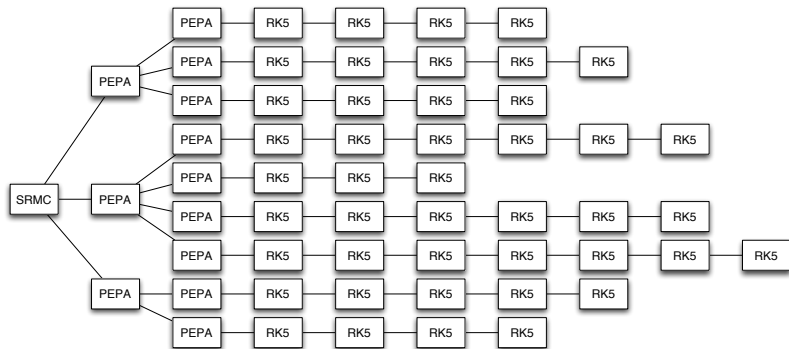 PEPA RK5 RK5 RK5 RK5
PEPA RK5 RK5 RK5 RK5 RK5
PEPA
PEPA RK5 RK5 RK5 RK5
PEPA RK5 RK5 RK5 RK5 RK5 RK5
PEPA RK5 RK5 RK5
SRMC PEPA
PEPA RK5 RK5 RK5 RK5 RK5 RK5
PEPA RK5 RK5 RK5 RK5 RK5 RK5 RK5
PEPA PEPA RK5 RK5 RK5 RK5 RK5
PEPA RK5 RK5 RK5 RK5